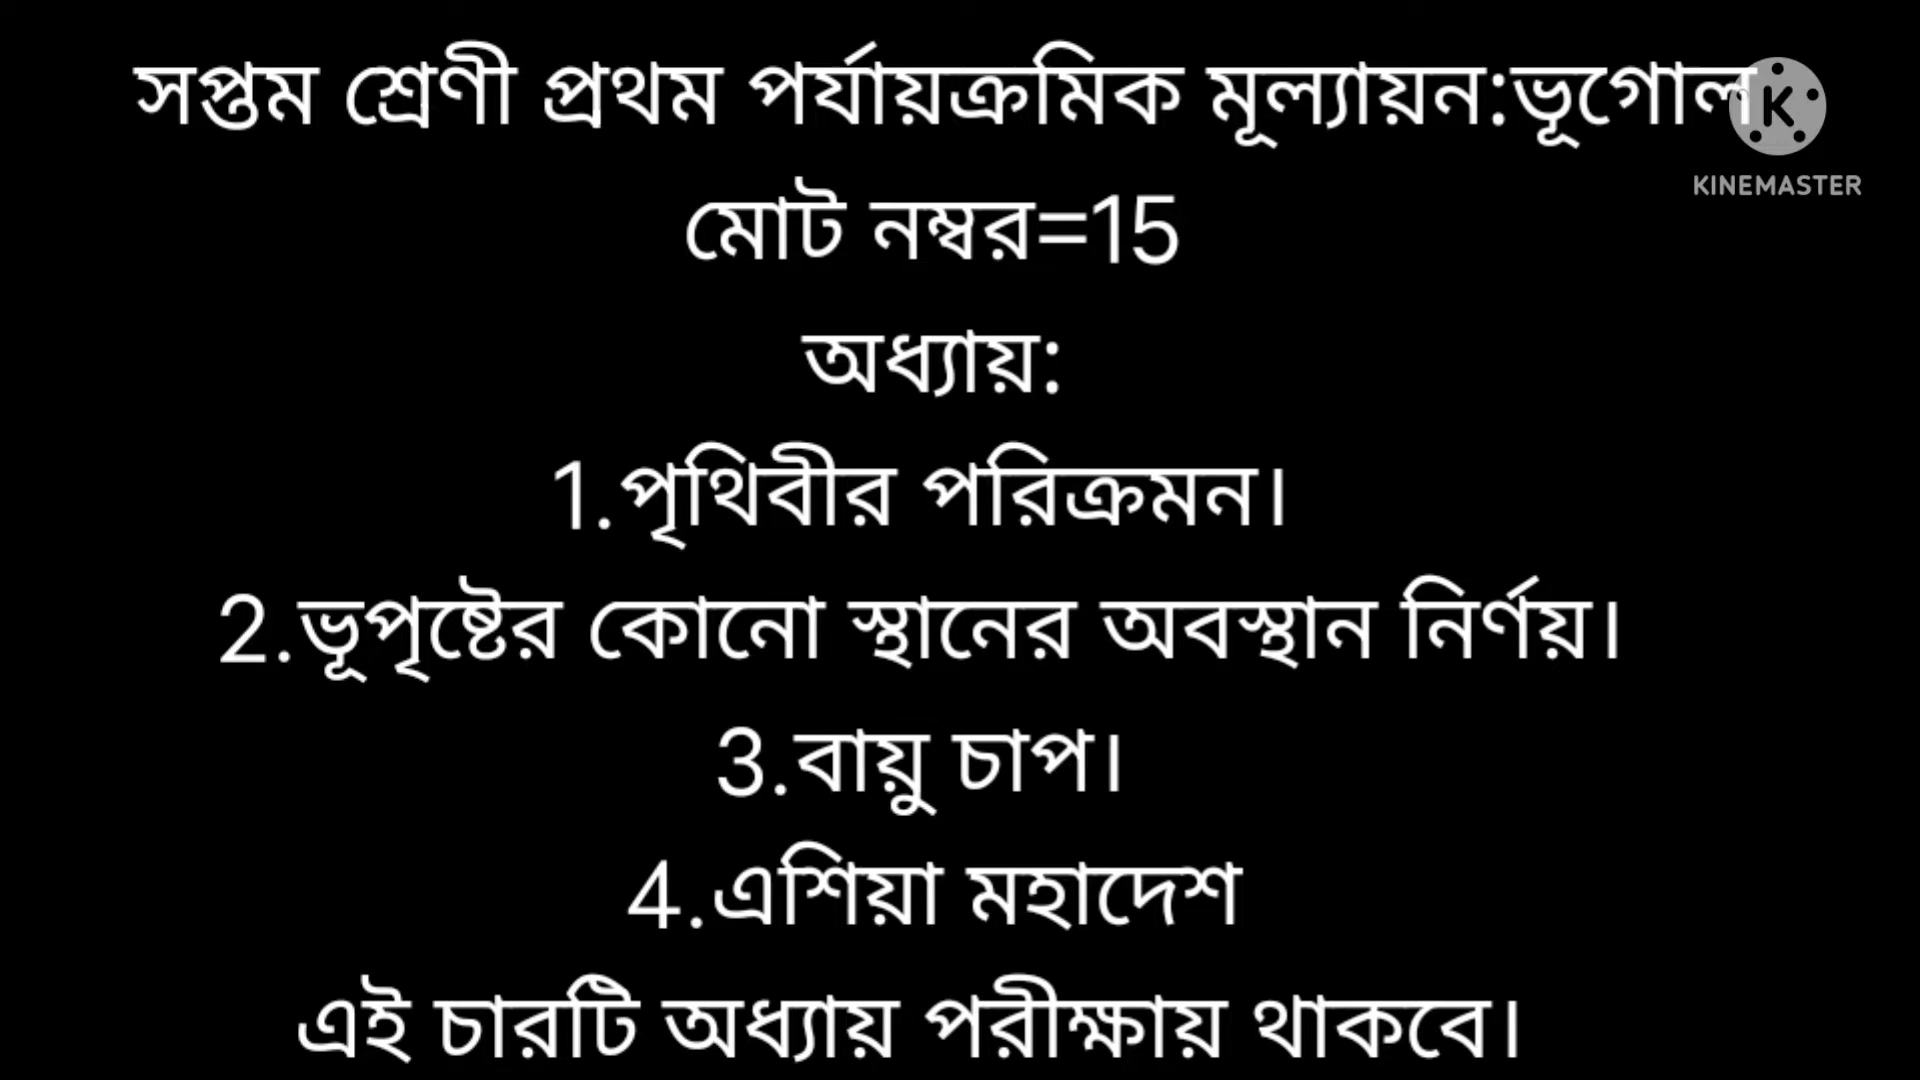 সপ্তম শ্রেণী প্রথম পর্যায়ক্রমিক মূল্যায়ন:ভূগোল
KINEMASTER
মোট নম্বর=15
অধ্যায়:
1.পৃথিবীর পরিক্রমন।
2.ভূপৃষ্টের কোনো স্থানের অবস্থান নির্ণয়।
3.বায়ু চাপ।
4.এশিয়া মহাদেশ
এই চারটি অধ্যায় পরীক্ষায় থাকবে।